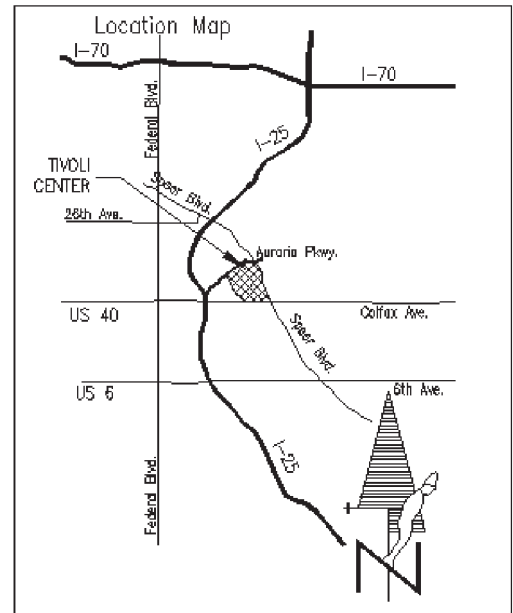 Location Map
I-70
I-70
Federal Blvd.
I-25
TIVOLI
CENTER
Speer Blvd.
26th Ave.
Auraria Pkwy.
US 40
Colfax Ave.
Speer Blvd.
US 6
6th Ave.
Federal Blvd.
I-25
N